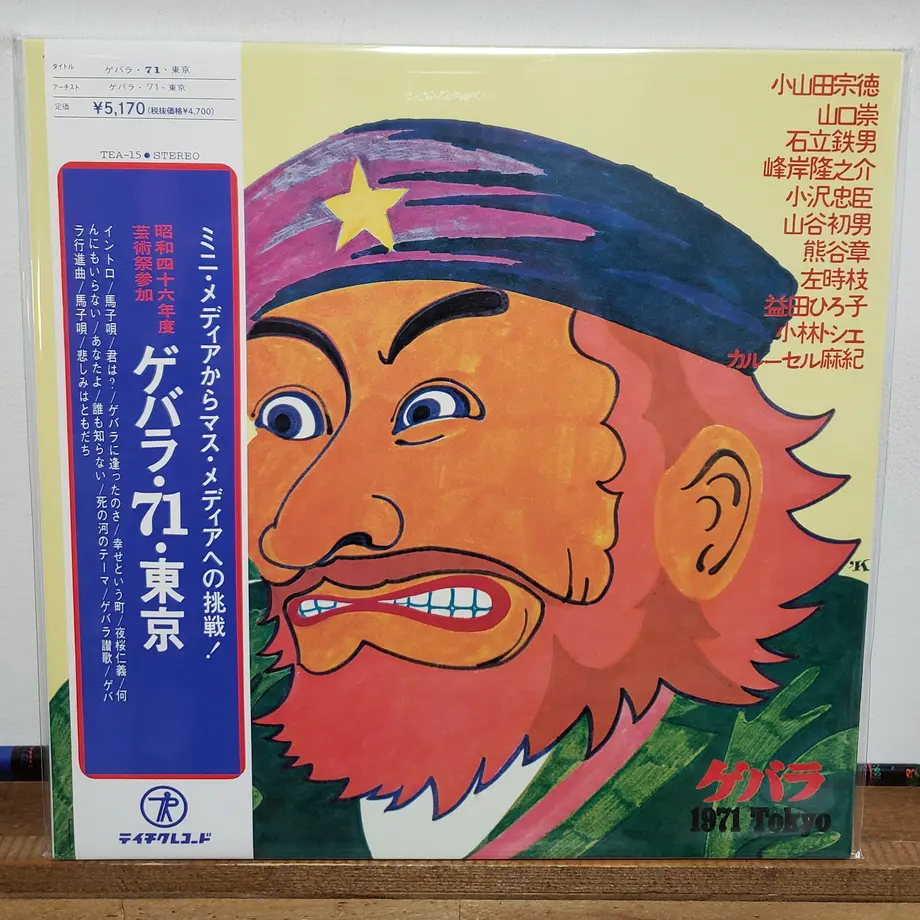 タイトル ゲバラ・71・東京
アーチスト ゲバラ・71・東京
定価 ¥5,170(税抜価格¥4,700)
TEA-15●STEREO
ミニ・メディアからマス・メディアへの挑戦!
昭和四十六年度
芸術祭参加
ゲバラ・71・東京
イントロ/馬子唄/君は?/ゲバラに逢ったのさ/幸せという町/夜桜仁義/何
んにもいらない/あなたよ/誰も知らない/死の河のテーマ/ゲバラ讃歌/ゲバ
ラ行進曲/馬子唄/悲しみはともだち
テイチクレコード
小山田宗徳
山口崇
石立鉄男
峰岸隆之介
小沢忠臣
山谷初男
熊谷章
左時枝
益田ひろ子
小林トシエ
カルーセル麻紀
'K
ゲバラ
1971 Tokyo